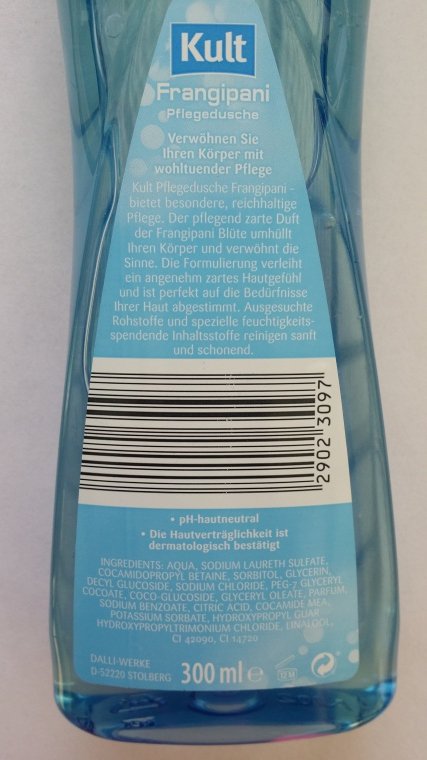 Kult
Frangipani
Pflegedusche
Verwöhnen Sie
Ihren Körper mit
wohltuender Pflege
Kult Pflegedusche Frangipani -
bietet besondere, reichhaltige
Pflege. Der pflegend zarte Duft
der Frangipani Blüte umhüllt
Ihren Körper und verwöhnt die
Sinne. Die Formulierung verleiht
ein angenehm zartes Hautgefühl
und ist perfekt auf die Bedürfnisse
Ihrer Haut abgestimmt. Ausgesuchte
Rohstoffe und spezielle feuchtigkeits-
spendende Inhaltsstoffe reinigen sanft
und schonend.
2902 3097
• pH-hautneutral
• Die Hautverträglichkeit ist
dermatologisch bestätigt
INGREDIENTS: AQUA, SODIUM LAURETH SULFATE,
COCAMIDOPROPYL BETAINE, SORBITOL, GLYCERIN,
DECYL GLUCOSIDE, SODIUM CHLORIDE, PEG-7 GLYCERYL
COCOATE, COCO-GLUCOSIDE, GLYCERYL OLEATE, PARFUM,
SODIUM BENZOATE, CITRIC ACID, COCAMIDE MEA,
POTASSIUM SORBATE, HYDROXYPROPYL GUAR
HYDROXYPROPYLTRIMONIUM CHLORIDE, LINALOOL,
CI 42090, CI 14720
DALLI-WERKE
D-52220 STOLBERG
300 ml e
12 M